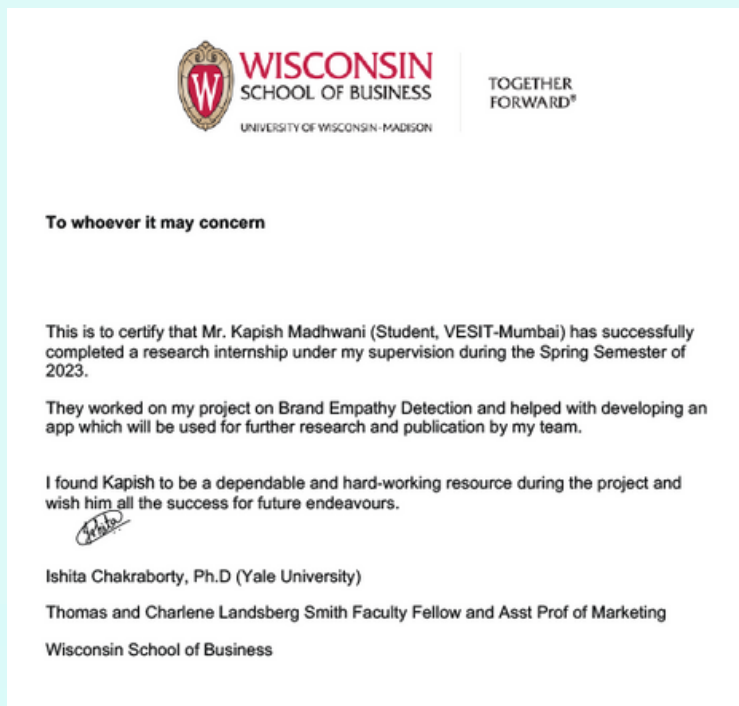 W
WISCONSIN
SCHOOL OF BUSINESS
UNIVERSITY OF WISCONSIN-MADISON
TOGETHER
FORWARD®
To whoever it may concern
This is to certify that Mr. Kapish Madhwani (Student, VESIT-Mumbai) has successfully
completed a research internship under my supervision during the Spring Semester of
2023.
They worked on my project on Brand Empathy Detection and helped with developing an
app which will be used for further research and publication by my team.
I found Kapish to be a dependable and hard-working resource during the project and
wish him all the success for future endeavours.
Ishita
Ishita Chakraborty, Ph.D (Yale University)
Thomas and Charlene Landsberg Smith Faculty Fellow and Asst Prof of Marketing
Wisconsin School of Business